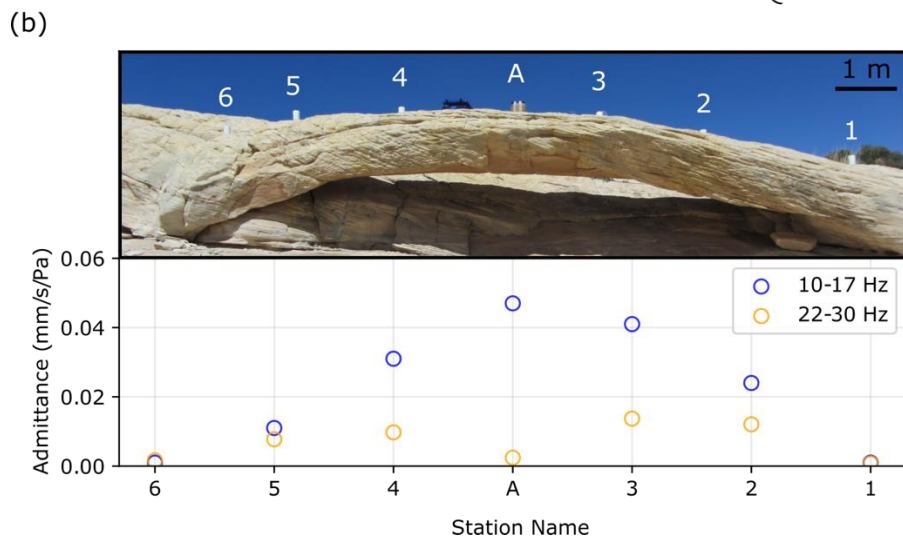 (b)
6 5 4 A 3 2 1
1 m
0.06
0.04
0.02
0.00
Admittance (mm/s/Pa)
10-17 Hz
22-30 Hz
6 5 4 A 3 2 1
Station Name